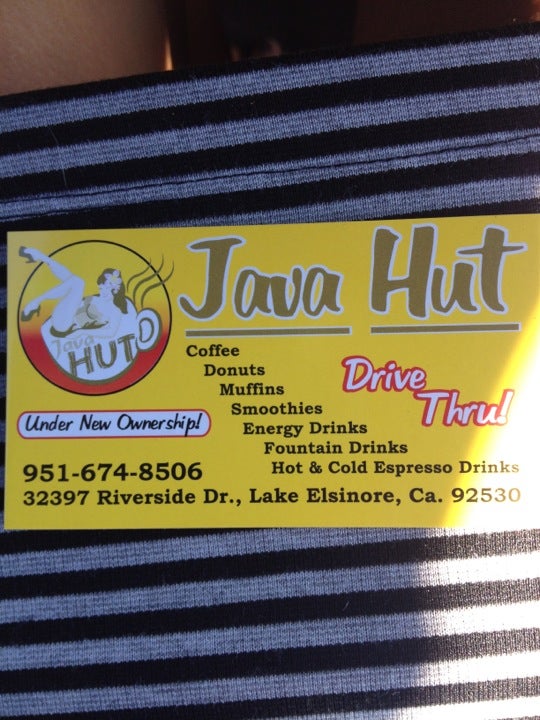 Java Hut
Java
HUT
Coffee
Donuts
Muffins
Smoothies
Energy Drinks
Fountain Drinks
Hot & Cold Espresso Drinks
Drive
Thru!
Under New Ownership!
951-674-8506
32397 Riverside Dr., Lake Elsinore, Ca. 92530